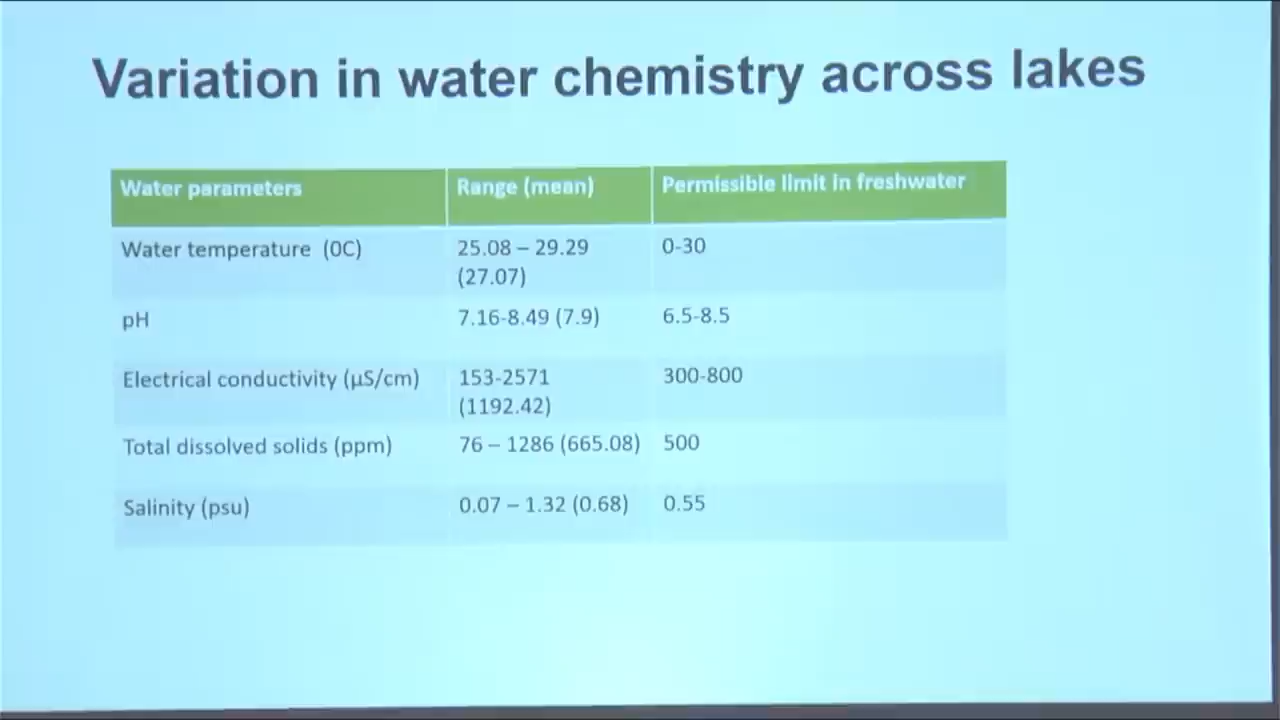 Variation in water chemistry across lakes
Water parameters Range (mean) Permissible limit in freshwater
Water temperature (0C) 25.08 – 29.29 0-30
(27.07)
pH 7.16-8.49 (7.9) 6.5-8.5
Electrical conductivity (µS/cm) 153-2571 300-800
(1192.42)
Total dissolved solids (ppm) 76 – 1286 (665.08) 500
Salinity (psu) 0.07 – 1.32 (0.68) 0.55